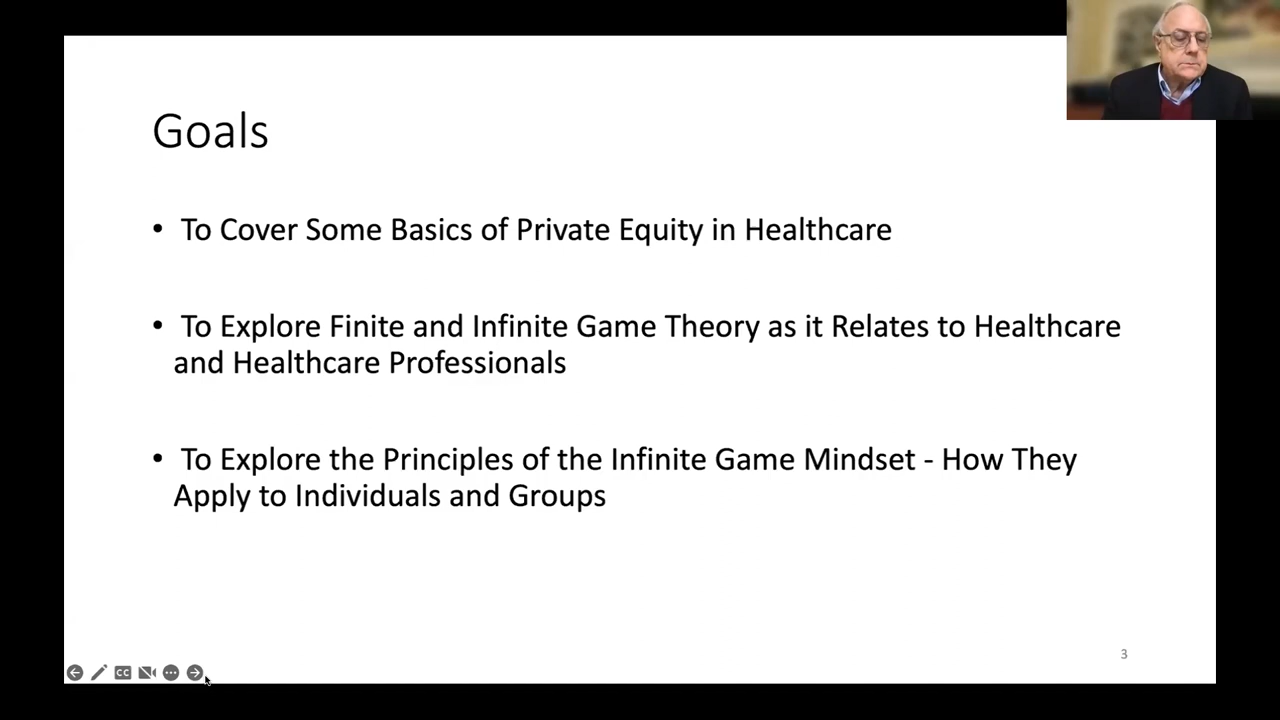 Goals
• To Cover Some Basics of Private Equity in Healthcare
• To Explore Finite and Infinite Game Theory as it Relates to Healthcare
and Healthcare Professionals
• To Explore the Principles of the Infinite Game Mindset - How They
Apply to Individuals and Groups
3
CC